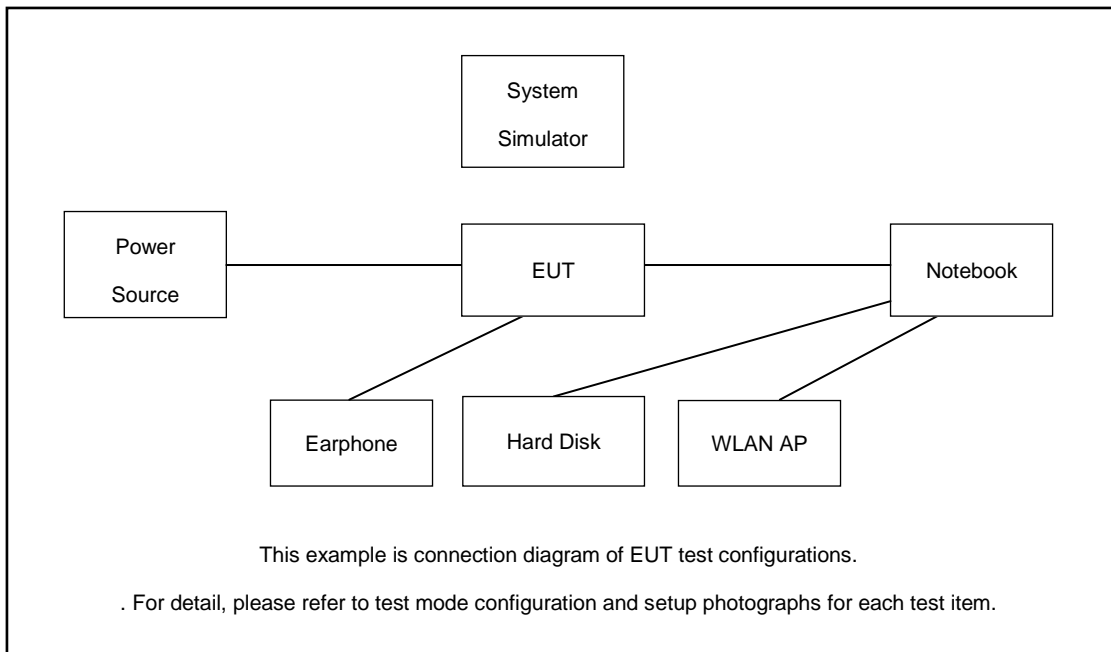 System
Simulator
Power
Source
EUT
Notebook
Earphone
Hard Disk
WLAN AP
This example is connection diagram of EUT test configurations.
. For detail, please refer to test mode configuration and setup photographs for each test item.